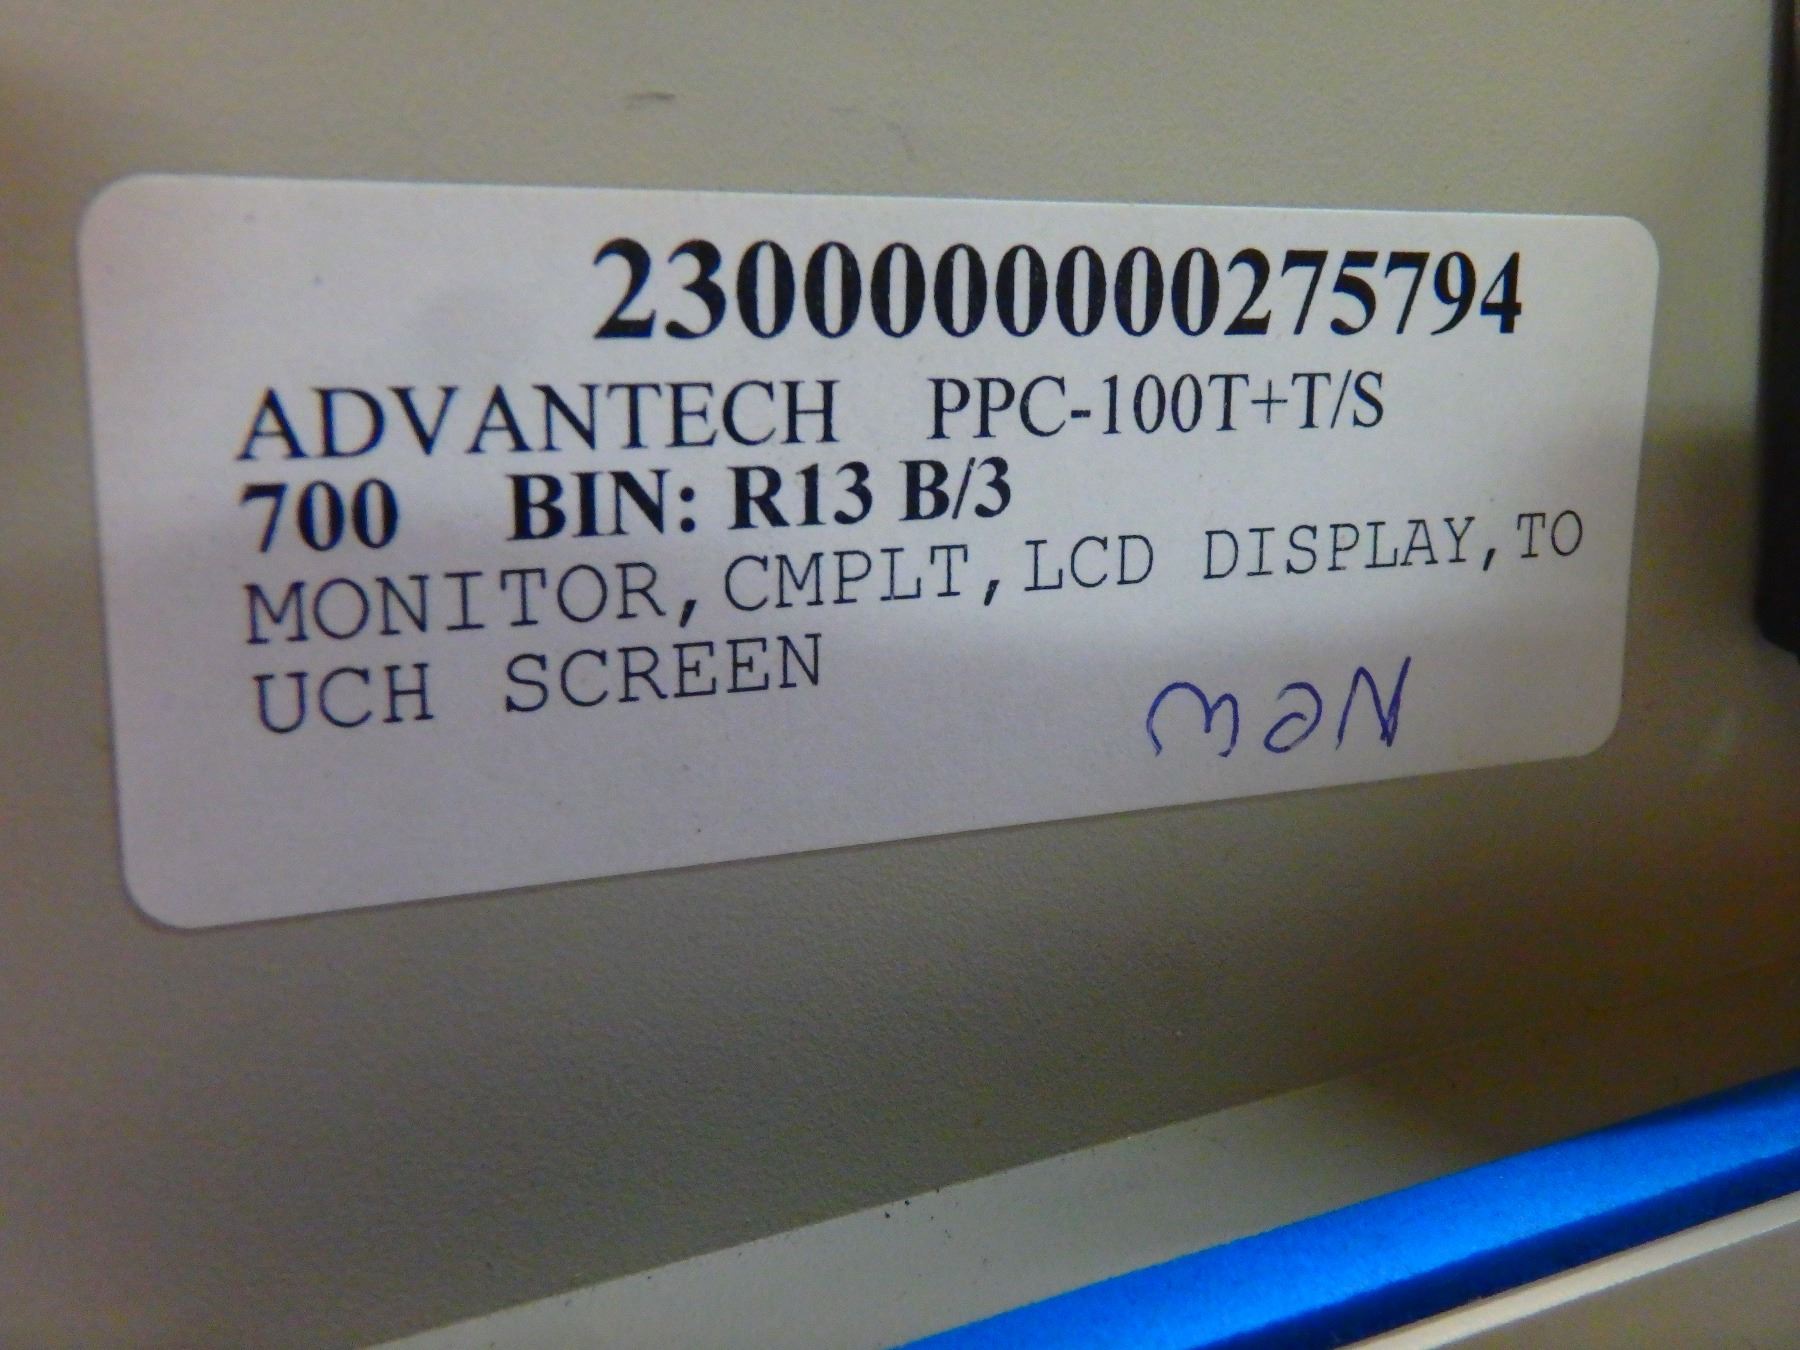 2300000000275794
ADVANTECH PPC-100T+T/S
700 BIN: R13 B/3
MONITOR,CMPLT,LCD DISPLAY,TO
UCH SCREEN
New